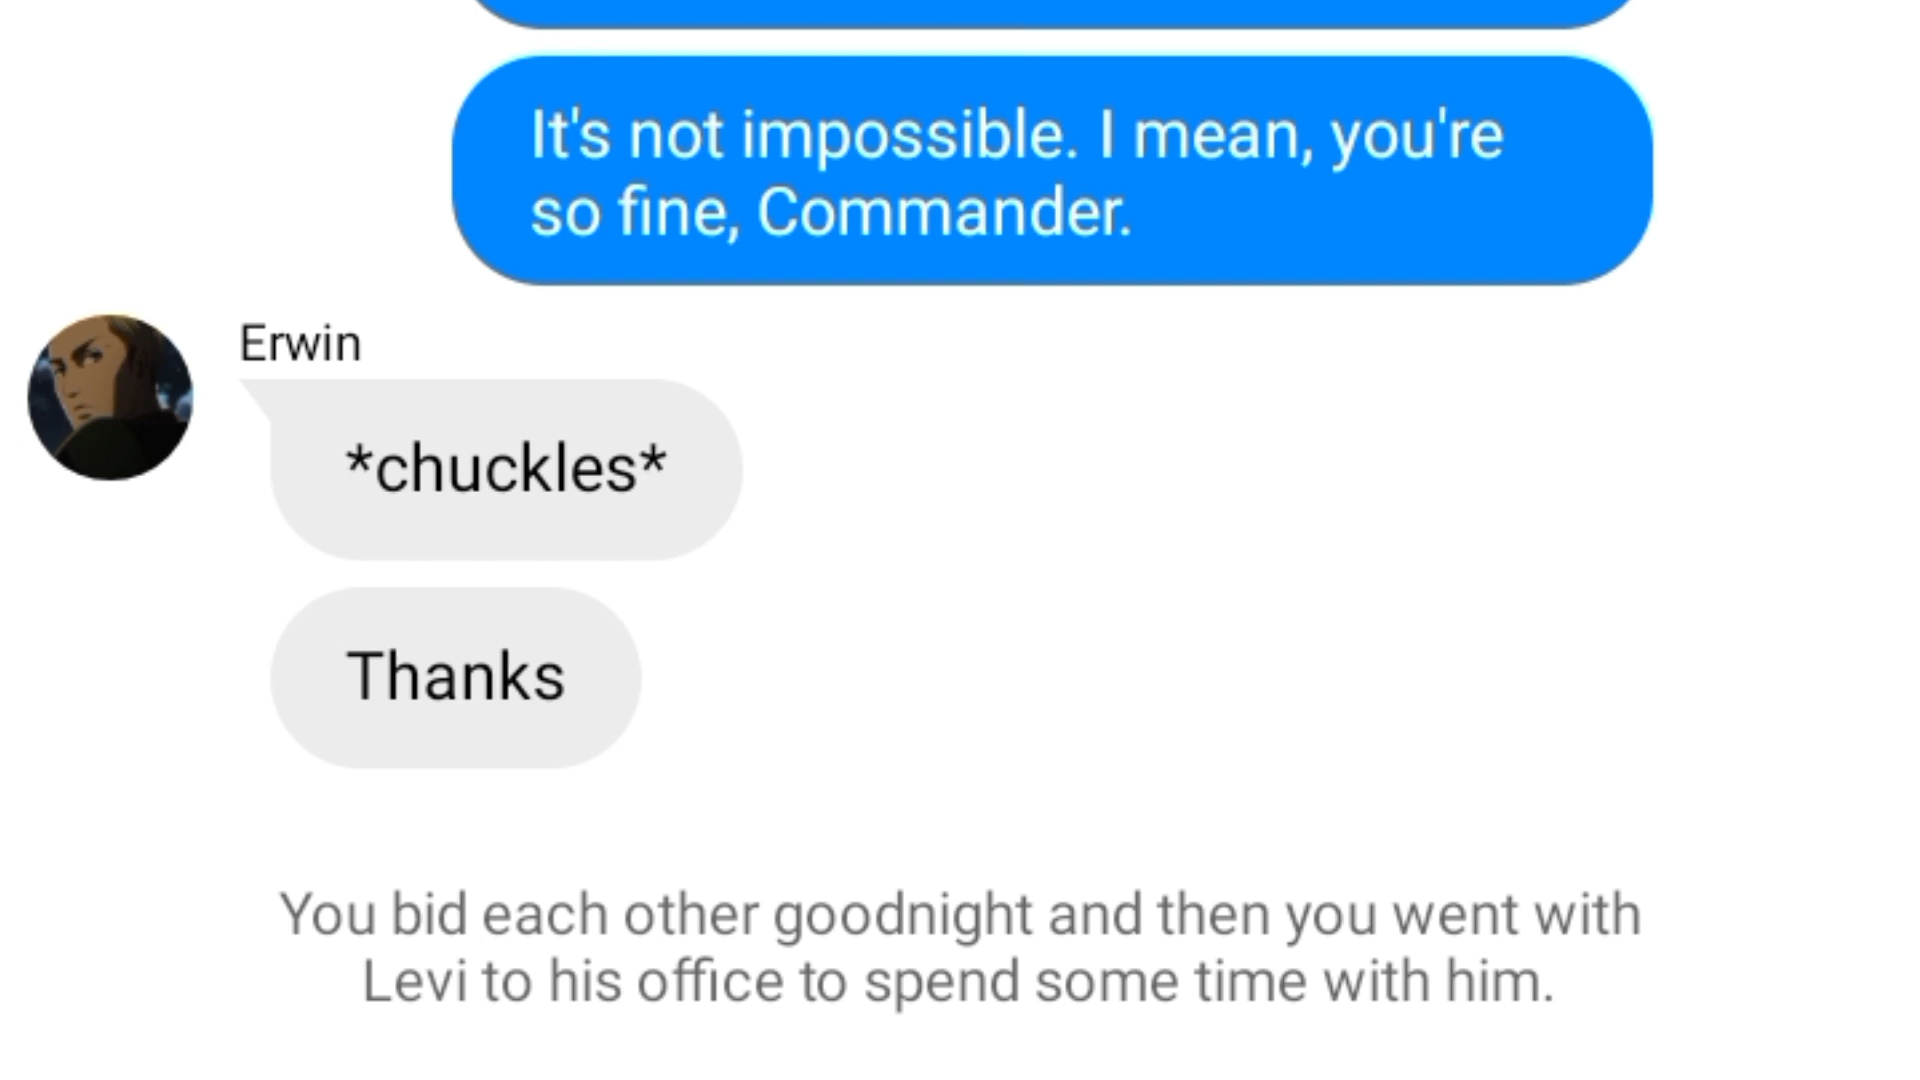 It's not impossible. I mean, you're
so fine, Commander.
Erwin
*chuckles*
Thanks
You bid each other goodnight and then you went with
Levi to his office to spend some time with him.